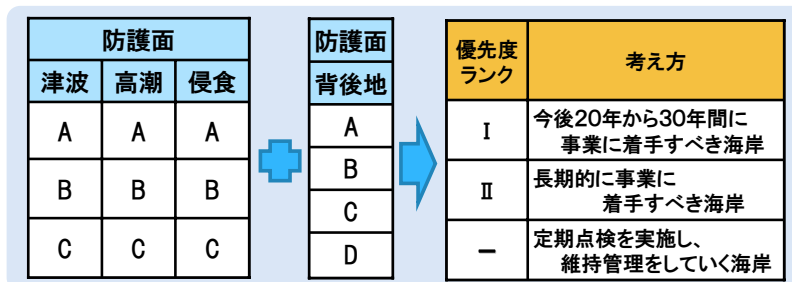 防護面
津波 高潮 侵食
A A A
B B B
C C C
防護面
背後地
A
B
C
D
優先度
ランク
考え方
Ⅰ
今後20年から30年間に
事業に着手すべき海岸
Ⅱ
長期的に事業に
着手すべき海岸
－
定期点検を実施し、
維持管理をしていく海岸